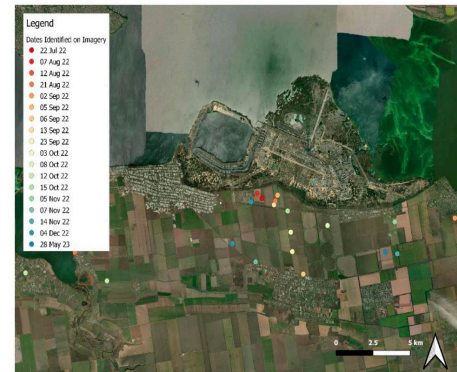 Legend
Dates Identified on Imagery
22 Jul 22
07 Aug 22
12 Aug 22
21 Aug 22
02 Sep 22
05 Sep 22
06 Sep 22
13 Sep 22
23 Sep 22
03 Oct 22
08 Oct 22
12 Oct 22
15 Oct 22
05 Nov 22
07 Nov 22
14 Nov 22
04 Dec 22
28 May 23
0 2.5 5 km